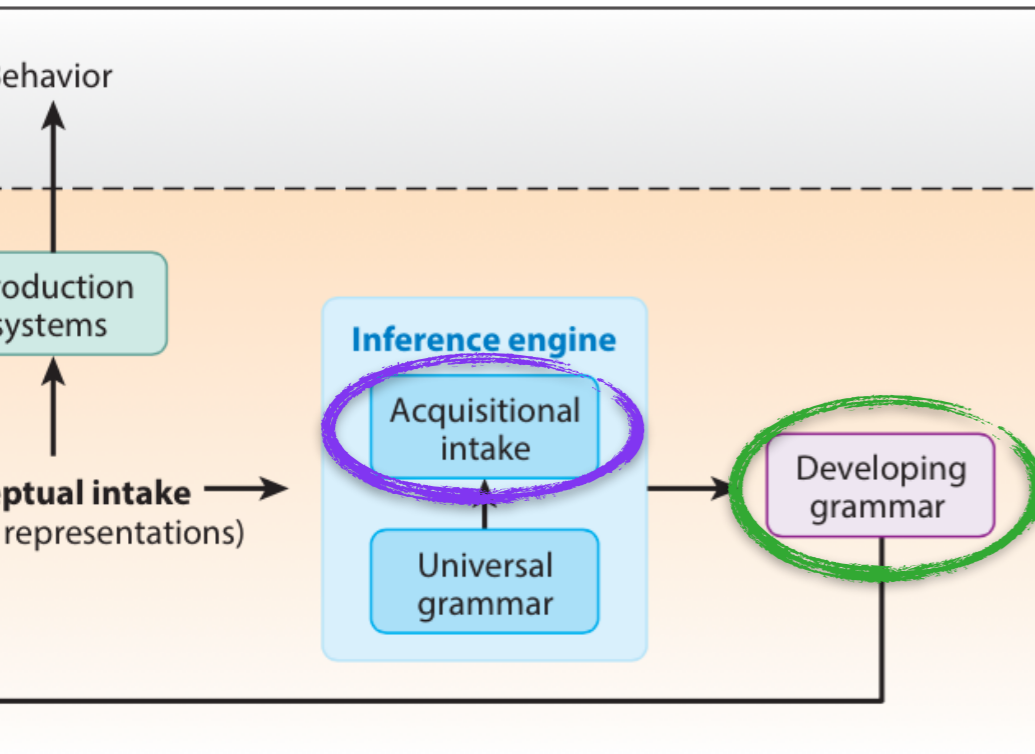 ehavior
oduction
systems
Inference engine
Acquisitional
intake
eptual intake
representations)
Developing
grammar
Universal
grammar